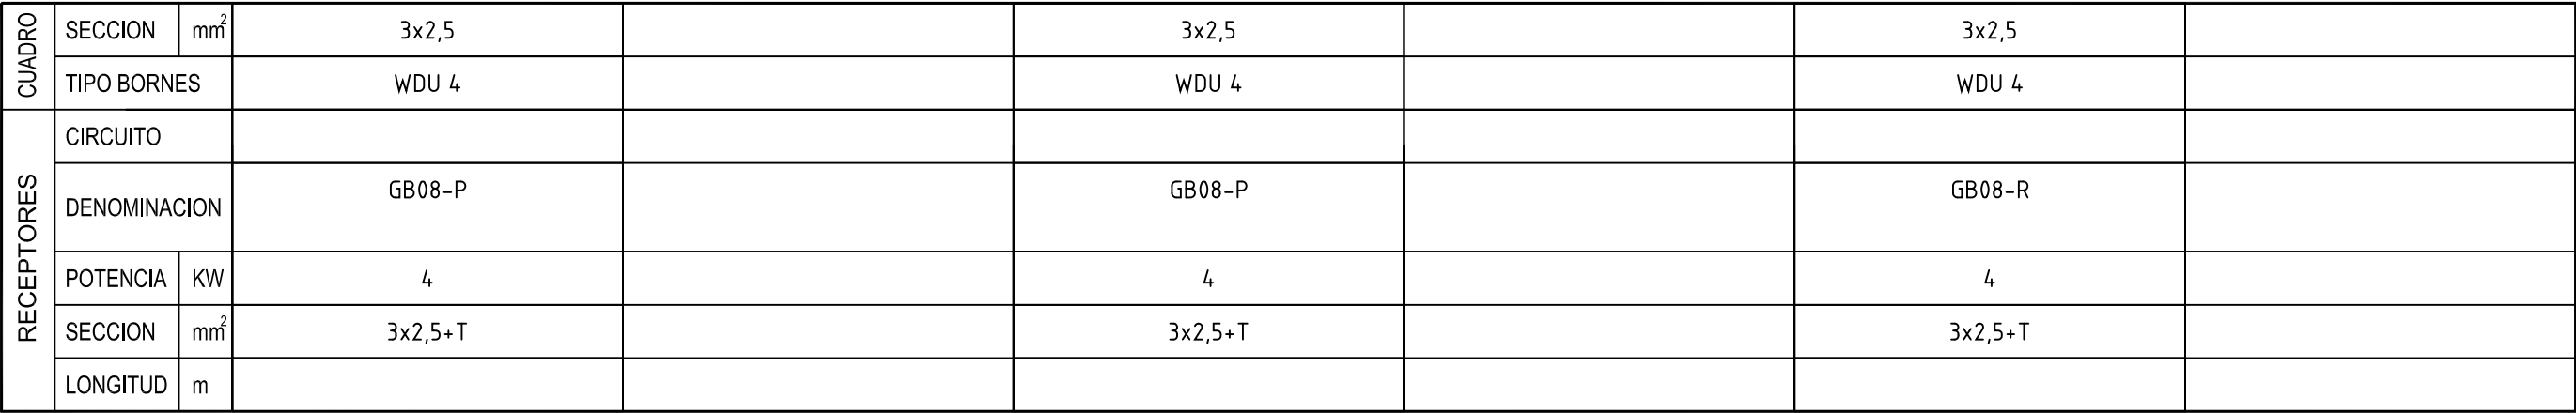 CUADRO
SECCION mm² 3x2,5 3x2,5 3x2,5
TIPO BORNES WDU 4 WDU 4 WDU 4
RECEPTORES
CIRCUITO
DENOMINACION GB08-P GB08-P GB08-R
POTENCIA KW 4 4 4
SECCION mm² 3x2,5+T 3x2,5+T 3x2,5+T
LONGITUD m